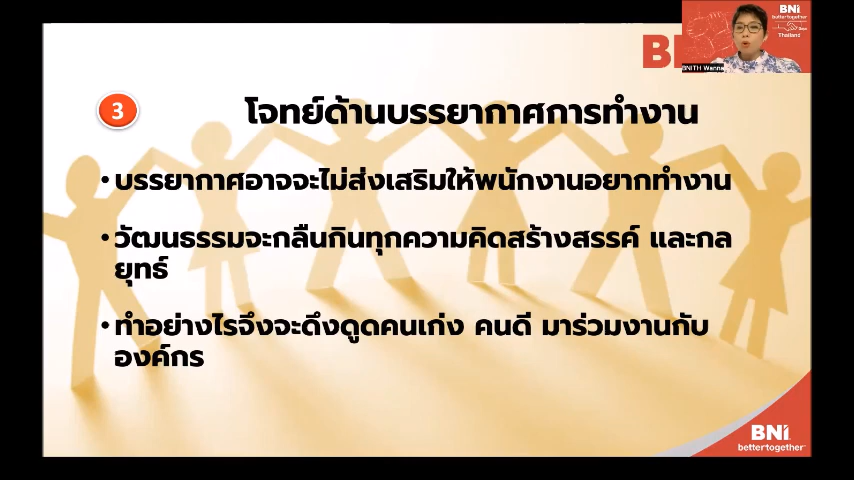 BNI
bettertogether
Thailand
BNITH Wanna
3
โจทย์ด้านบรรยากาศการทำงาน
• บรรยากาศอาจจะไม่ส่งเสริมให้พนักงานอยากทำงาน
• วัฒนธรรมจะกลืนกินทุกความคิดสร้างสรรค์ และกล
ยุทธ์
• ทำอย่างไรจึงจะดึงดูดคนเก่ง คนดี มาร่วมงานกับ
องค์กร
BNI
bettertogether